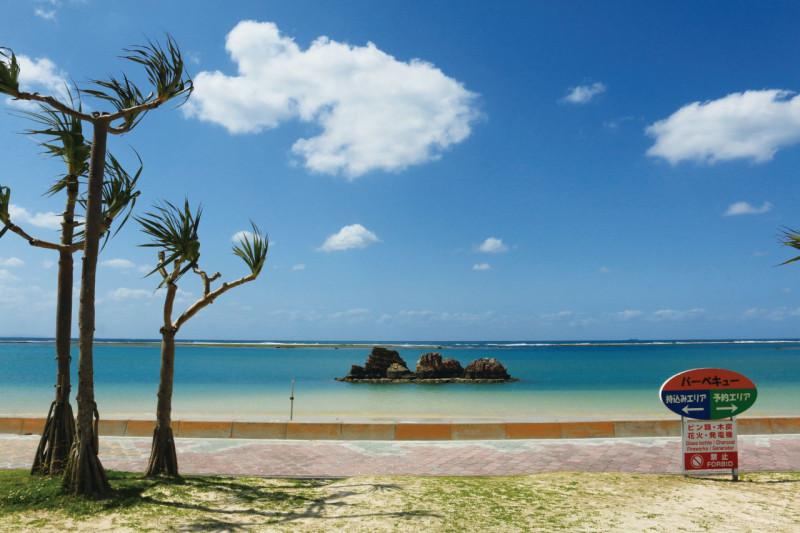 バーベキュー
持込みエリア 予約エリア
← →
ビン類・木炭
花火・発電機
Glass bottle / Charcoal
Fireworks / Generator
禁止
FORBID